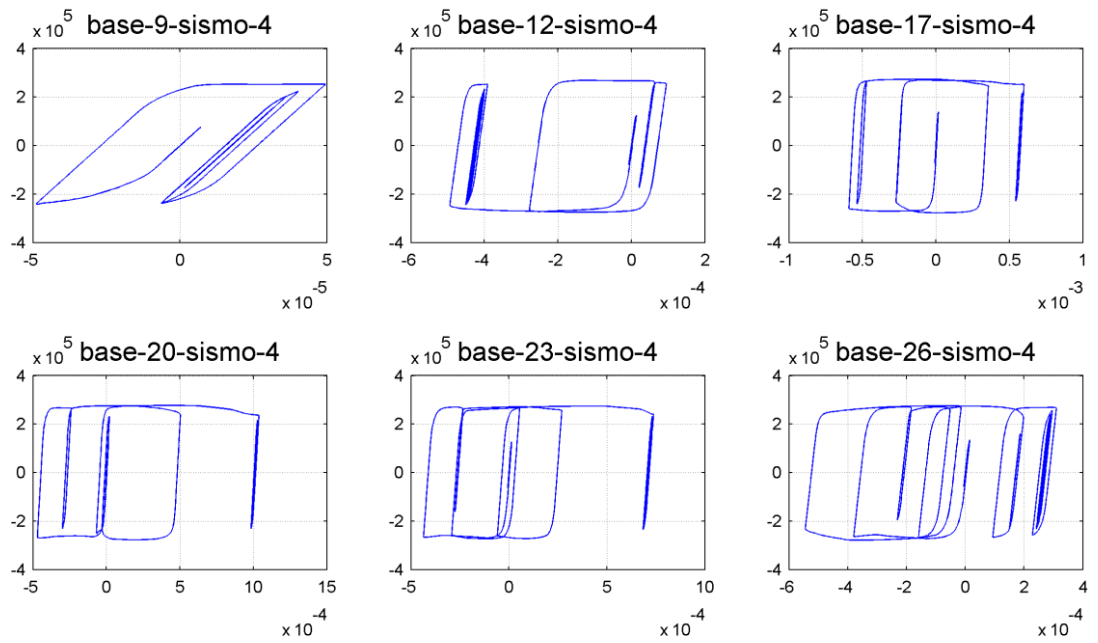 x 10^5 base-9-sismo-4
x 10^5 base-12-sismo-4
x 10^5 base-17-sismo-4
4
2
0
-2
-4
-5 0 5
x 10^-5
4
2
0
-2
-4
-6 -4 -2 0 2
x 10^-4
4
2
0
-2
-4
-1 -0.5 0 0.5 1
x 10^-3
x 10^5 base-20-sismo-4
x 10^5 base-23-sismo-4
x 10^5 base-26-sismo-4
4
2
0
-2
-4
-5 0 5 10 15
x 10^-4
4
2
0
-2
-4
-5 0 5 10
x 10^-4
4
2
0
-2
-4
-6 -4 -2 0 2 4
x 10^-4